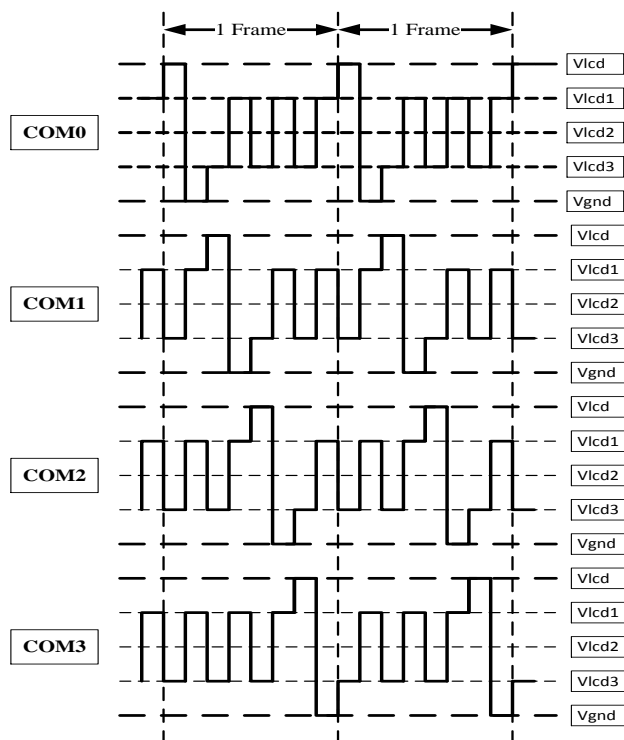 1 Frame 1 Frame
Vlcd
Vlcd1
COM0
Vlcd2
Vlcd3
Vgnd
Vlcd
Vlcd1
COM1
Vlcd2
Vlcd3
Vgnd
Vlcd
Vlcd1
COM2
Vlcd2
Vlcd3
Vgnd
Vlcd
Vlcd1
COM3
Vlcd2
Vlcd3
Vgnd